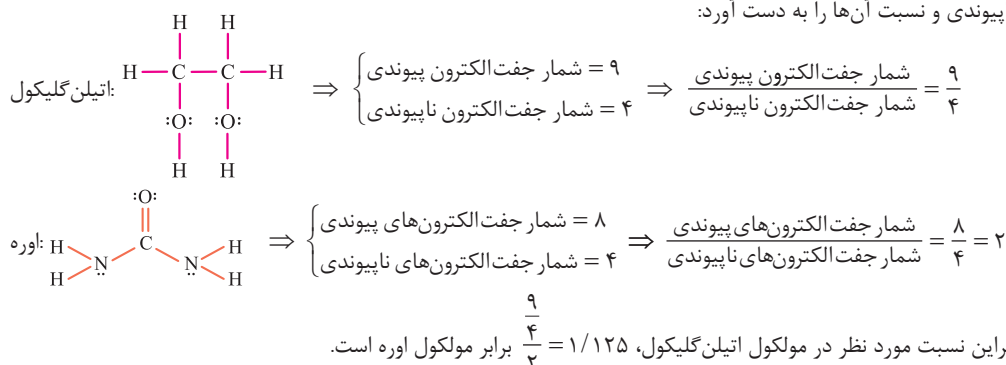 پیوندی و نسبت آن‌ها را به دست آورد:
H H
اتیلن‌گلیکول: H C C H ⇒ { شمار جفت‌الکترون پیوندی = ۹ ⇒ شمار جفت‌الکترون پیوندی / شمار جفت‌الکترون ناپیوندی = ۹/۴
شمار جفت‌الکترون ناپیوندی = ۴
:O: :O:
H H
:O:
اوره: H N C N H ⇒ { شمار جفت‌الکترون‌های پیوندی = ۸ ⇒ شمار جفت‌الکترون‌های پیوندی / شمار جفت‌الکترون‌های ناپیوندی = ۸/۴ = ۲
H H شمار جفت‌الکترون‌های ناپیوندی = ۴
راین نسبت مورد نظر در مولکول اتیلن‌گلیکول، ۱/۱۲۵ = (۹/۴)/۲ برابر مولکول اوره است.